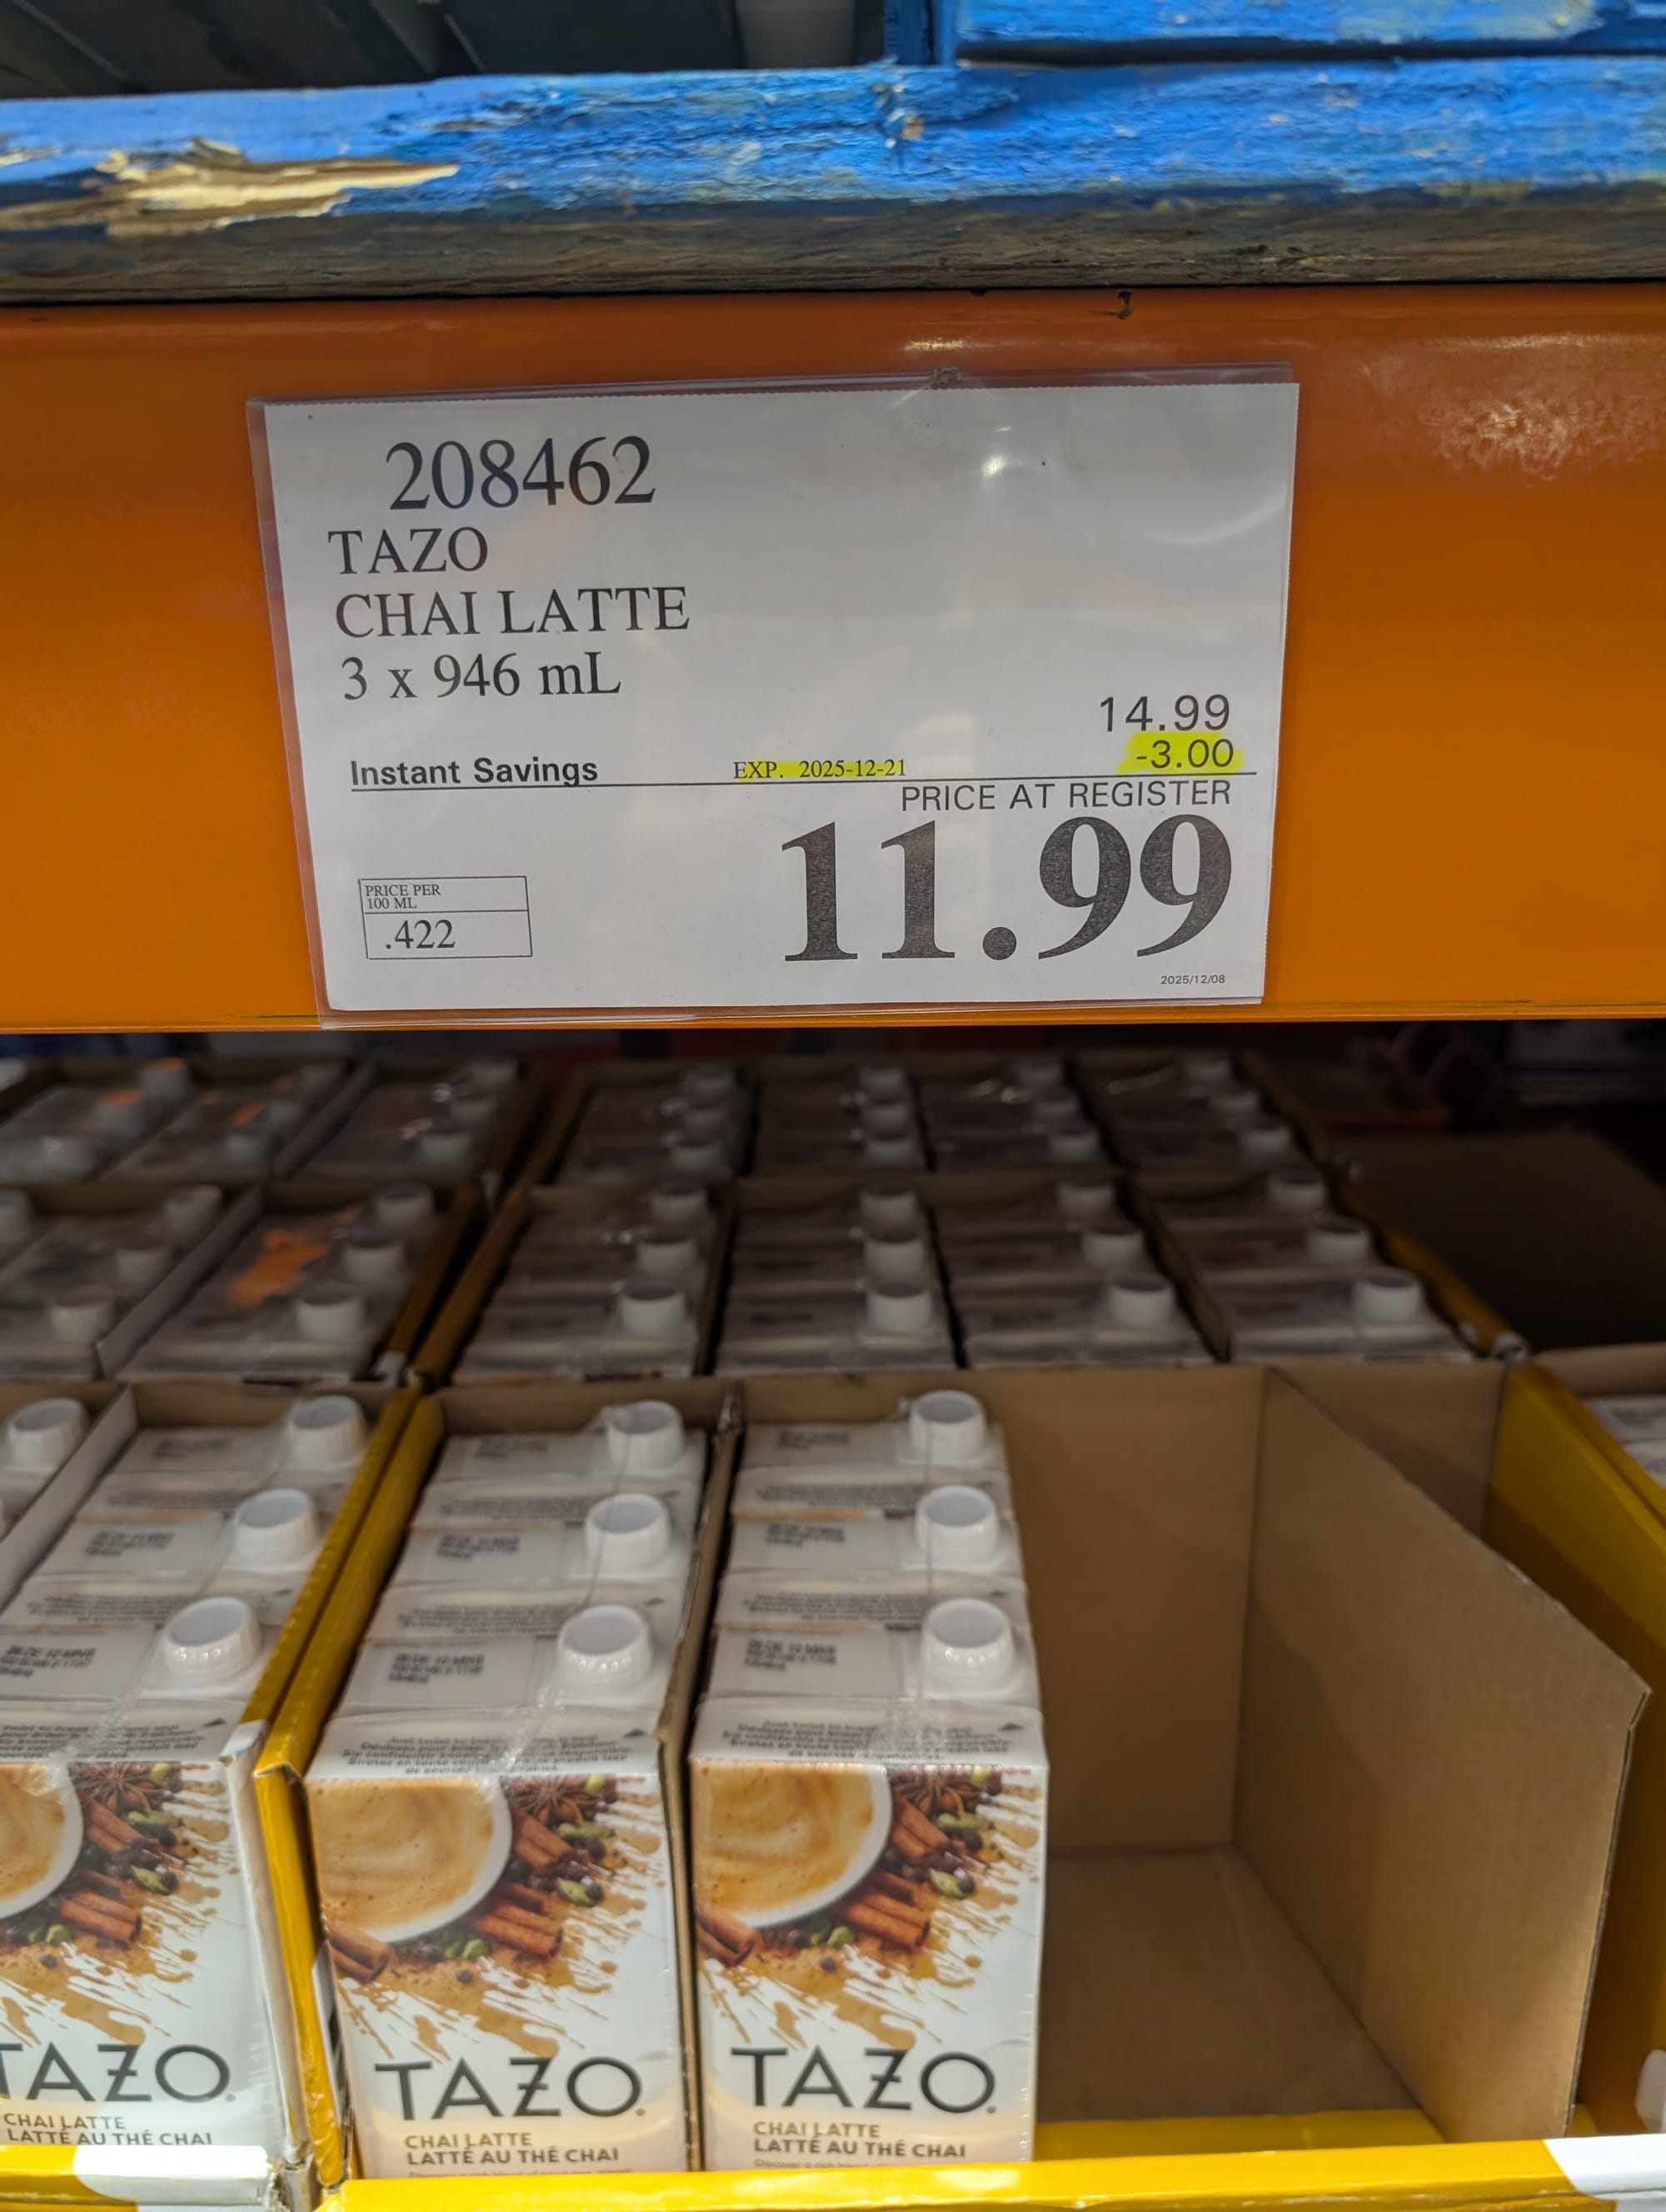 208462
TAZO
CHAI LATTE
3 x 946 mL
14.99
-3.00
Instant Savings EXP. 2025-12-21
PRICE AT REGISTER
11.99
PRICE PER
100 ML
.422
2025/12/08
TAZO
CHAI LATTE
LATTÉ AU THÉ CHAI
TAZO
CHAI LATTE
LATTÉ AU THÉ CHAI
TAZO
CHAI LATTE
LATTÉ AU THÉ CHAI